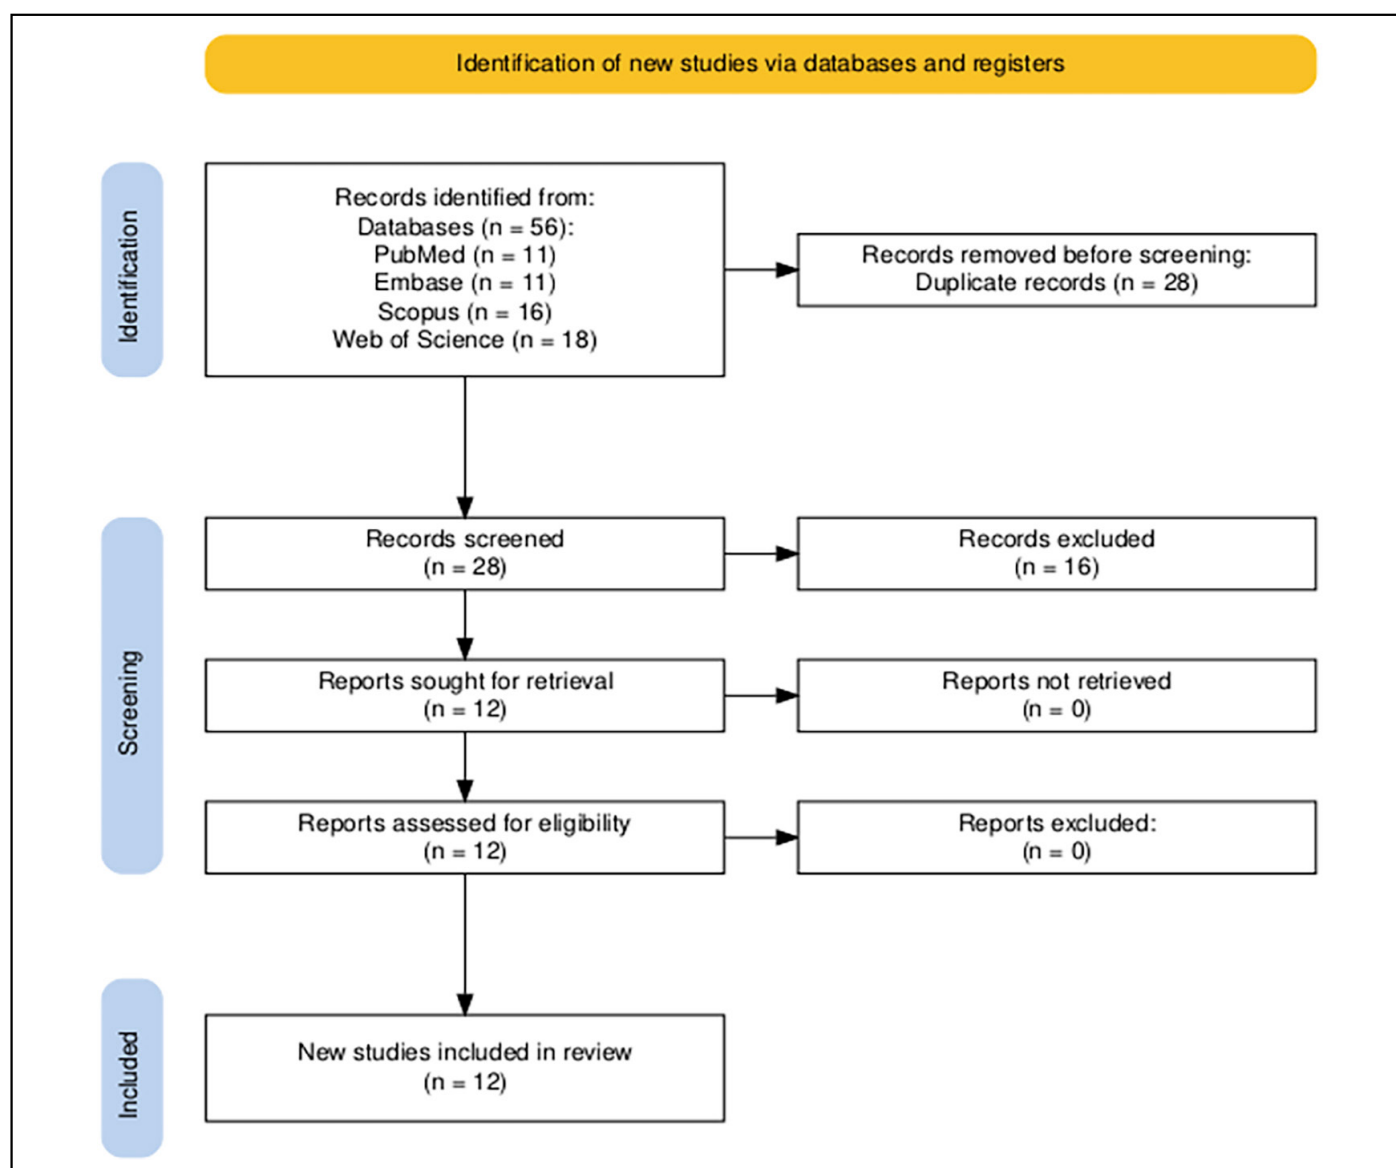 Identification of new studies via databases and registers
Identification
Records identified from:
Databases (n = 56):
PubMed (n = 11)
Embase (n = 11)
Scopus (n = 16)
Web of Science (n = 18)
Records removed before screening:
Duplicate records (n = 28)
Screening
Records screened
(n = 28)
Records excluded
(n = 16)
Reports sought for retrieval
(n = 12)
Reports not retrieved
(n = 0)
Reports assessed for eligibility
(n = 12)
Reports excluded:
(n = 0)
Included
New studies included in review
(n = 12)